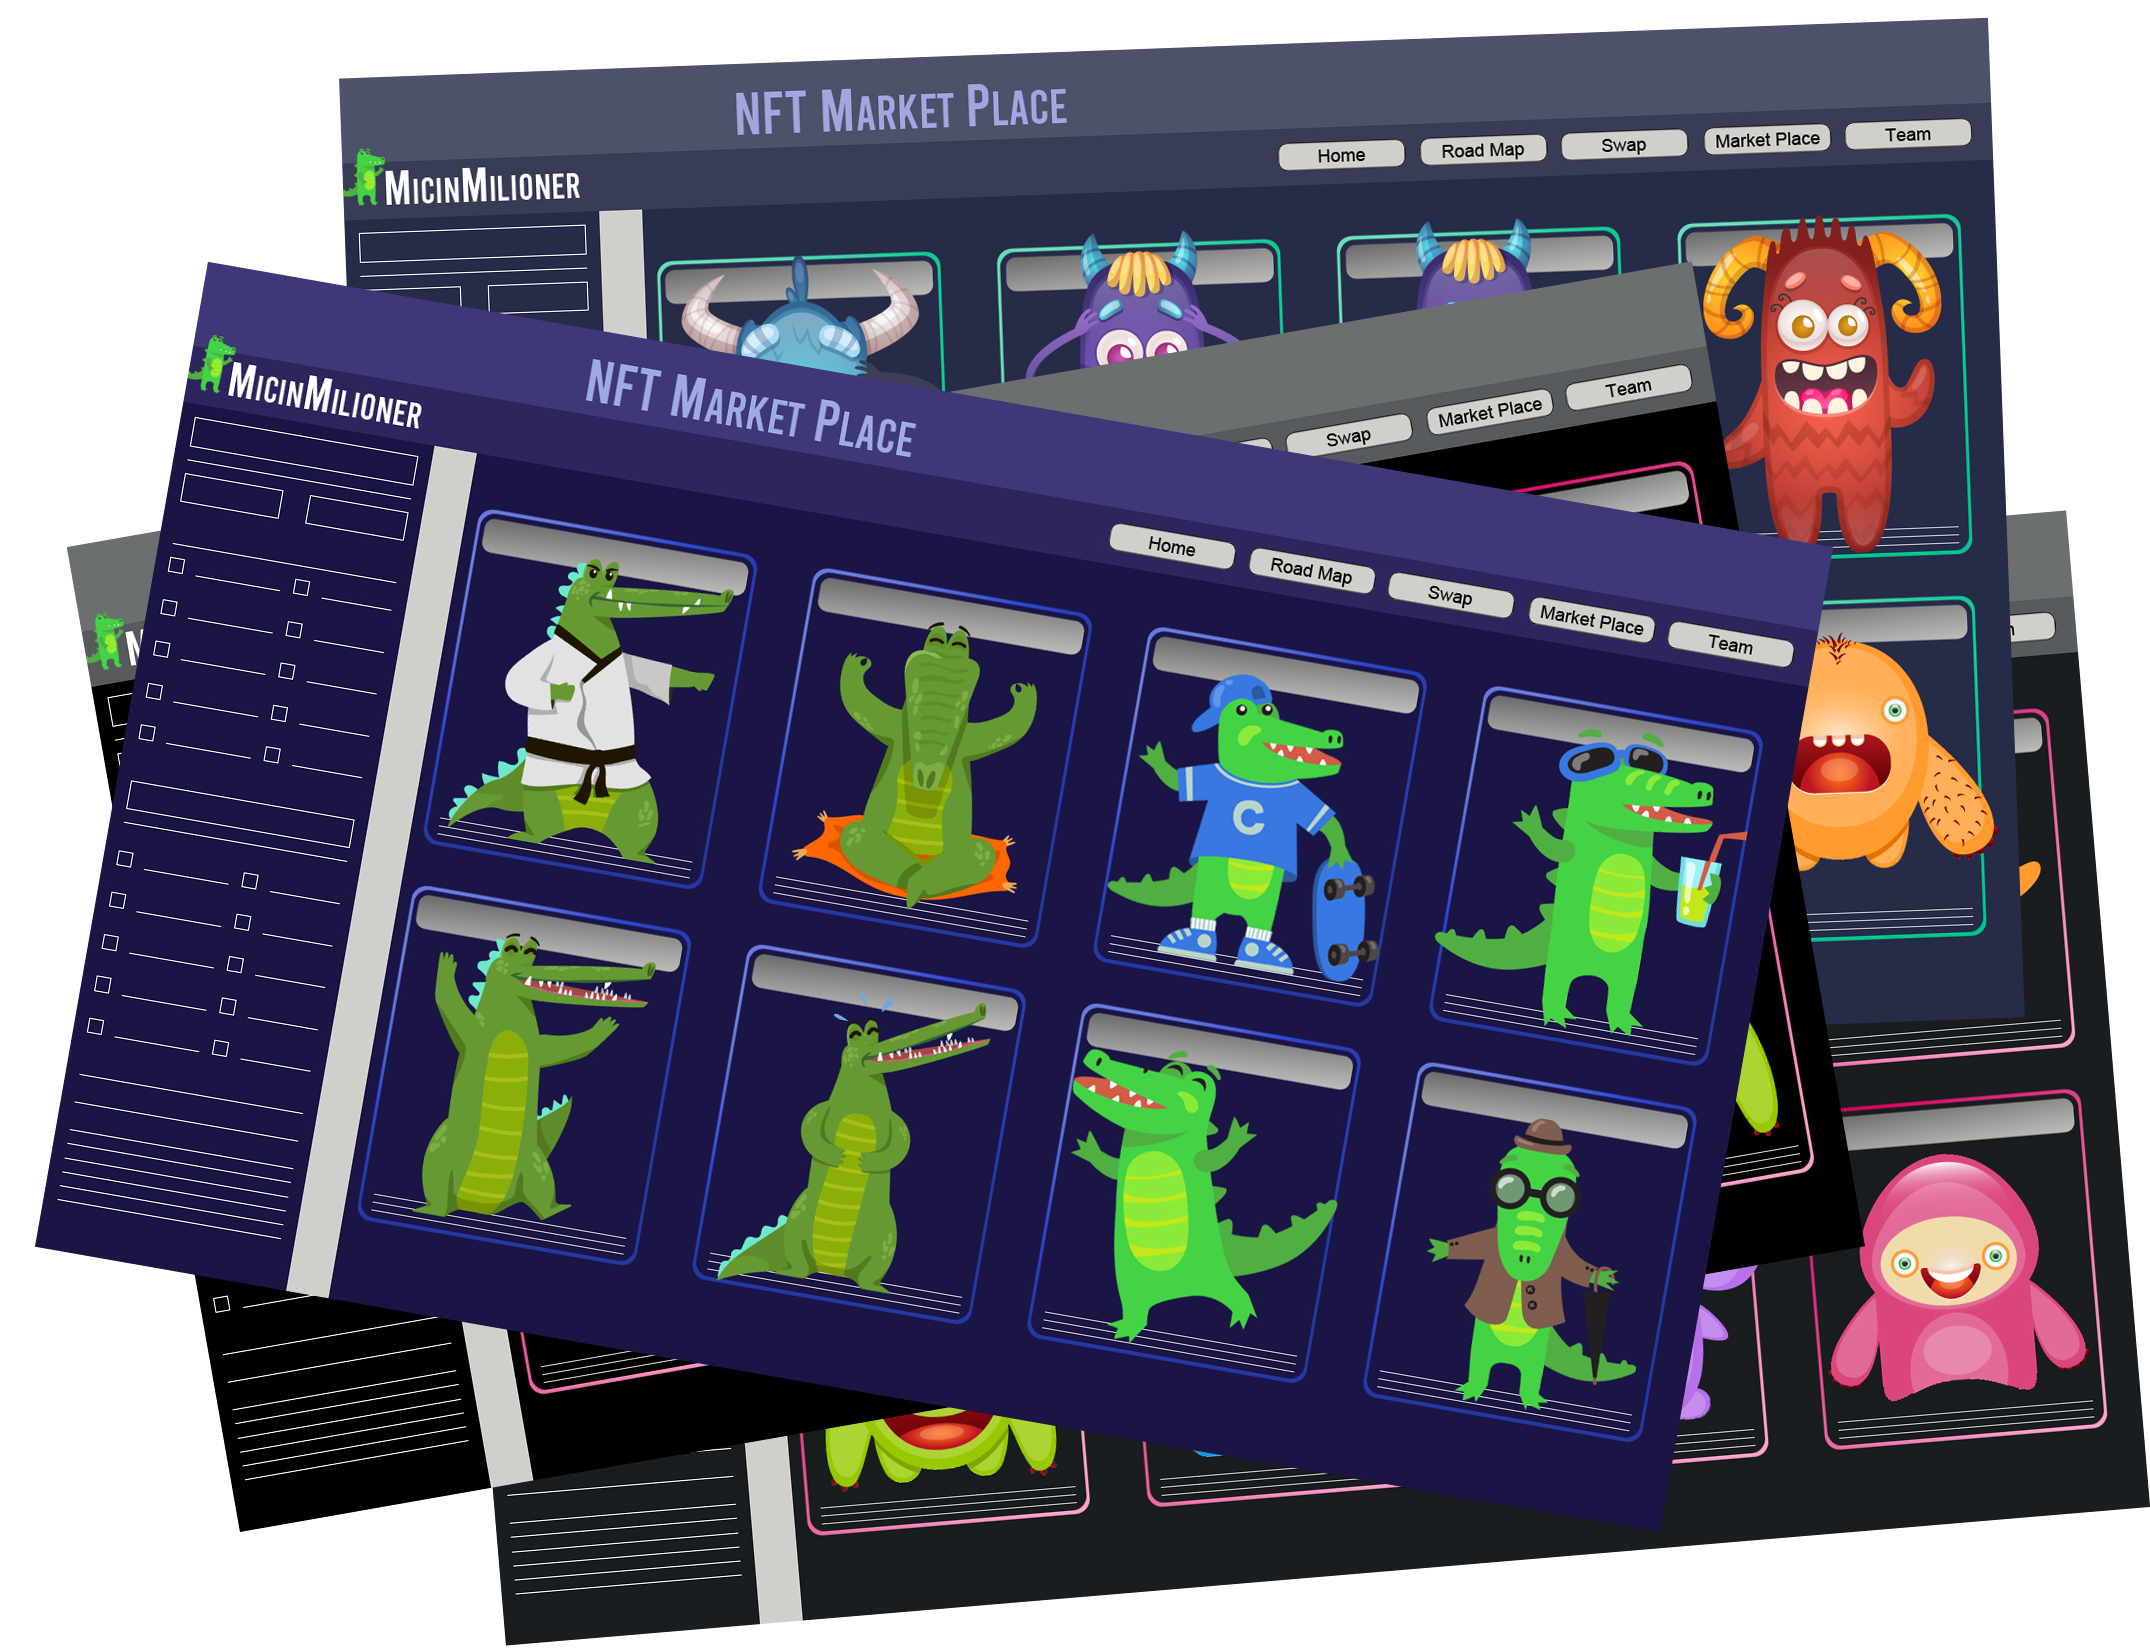 NFT Market Place
Home
Road Map
Swap
Market Place
Team
MicinMilioner
Swap
Market Place
Team
MicinMilioner
NFT Market Place
Home
Road Map
Swap
Market Place
Team
C